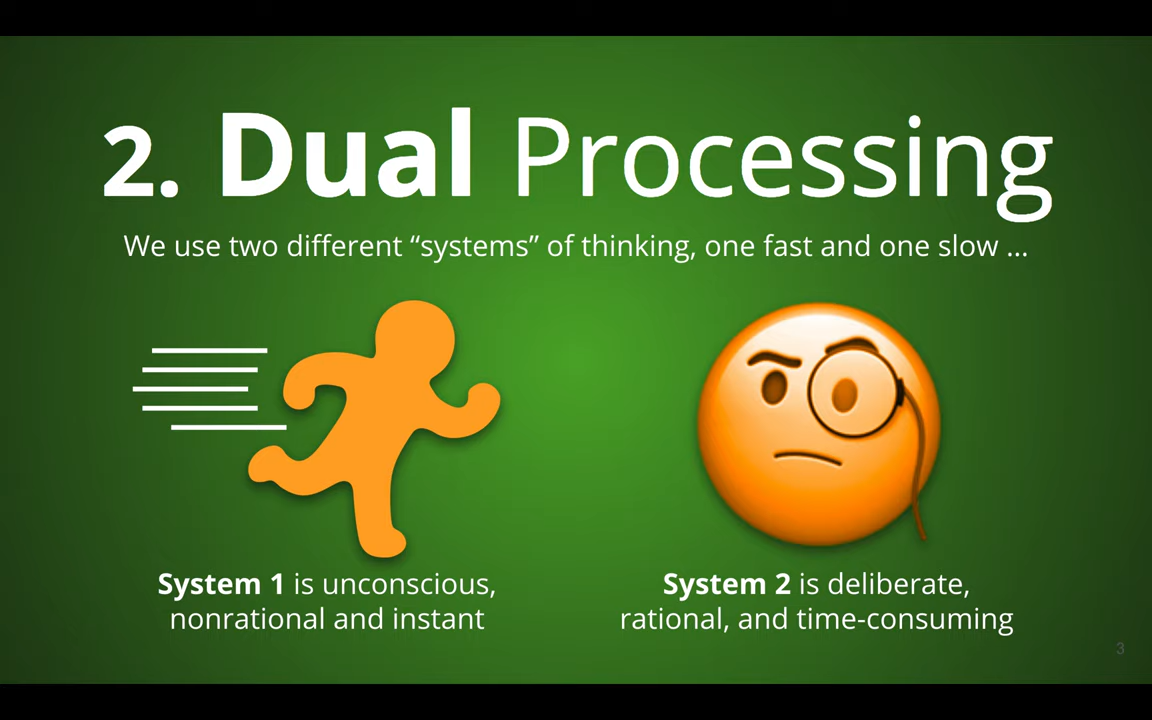 2. Dual Processing
We use two different “systems” of thinking, one fast and one slow ...
System 1 is unconscious,
nonrational and instant
System 2 is deliberate,
rational, and time-consuming
3